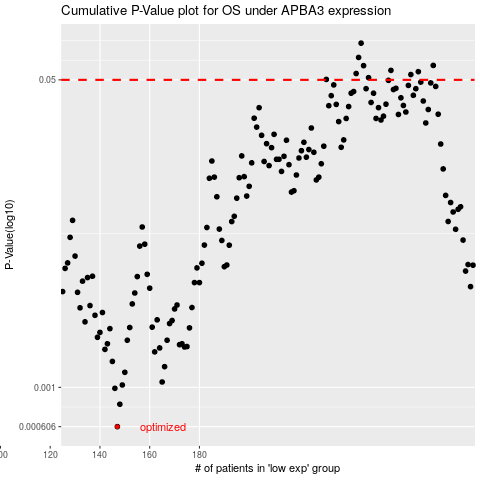 Cumulative P-Value plot for OS under APBA3 expression
P-Value(log10)
0.05
0.001
0.000606
optimized
00 120 140 160 180
# of patients in 'low exp' group